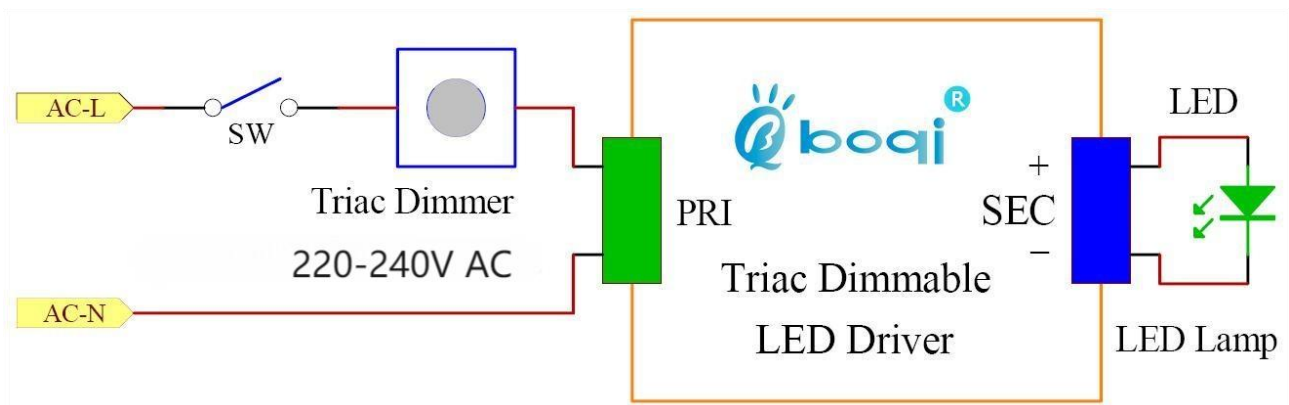 AC-L
SW
Triac Dimmer
220-240V AC
AC-N
boqi®
PRI
Triac Dimmable
LED Driver
+
SEC
−
LED
LED Lamp